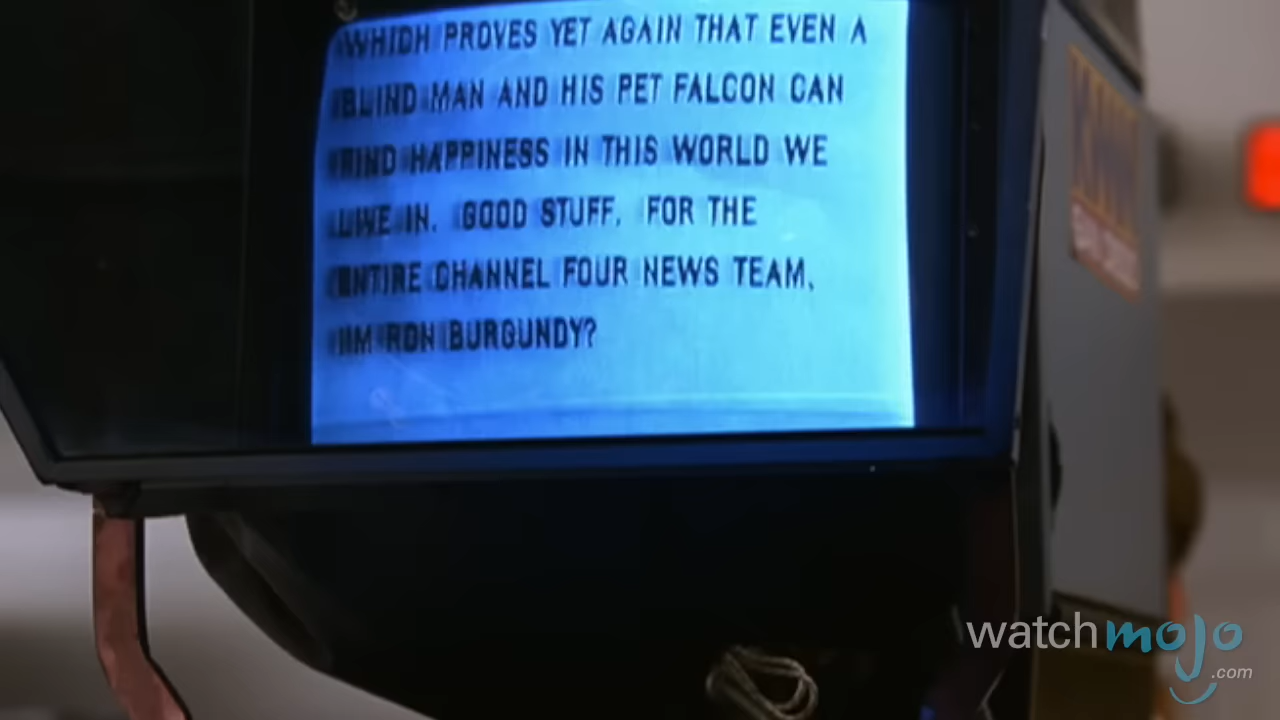 WHICH PROVES YET AGAIN THAT EVEN A
BLIND MAN AND HIS PET FALCON CAN
FIND HAPPINESS IN THIS WORLD WE
LIVE IN. GOOD STUFF. FOR THE
ENTIRE CHANNEL FOUR NEWS TEAM,
I'M RON BURGUNDY?
watchmojo
.com